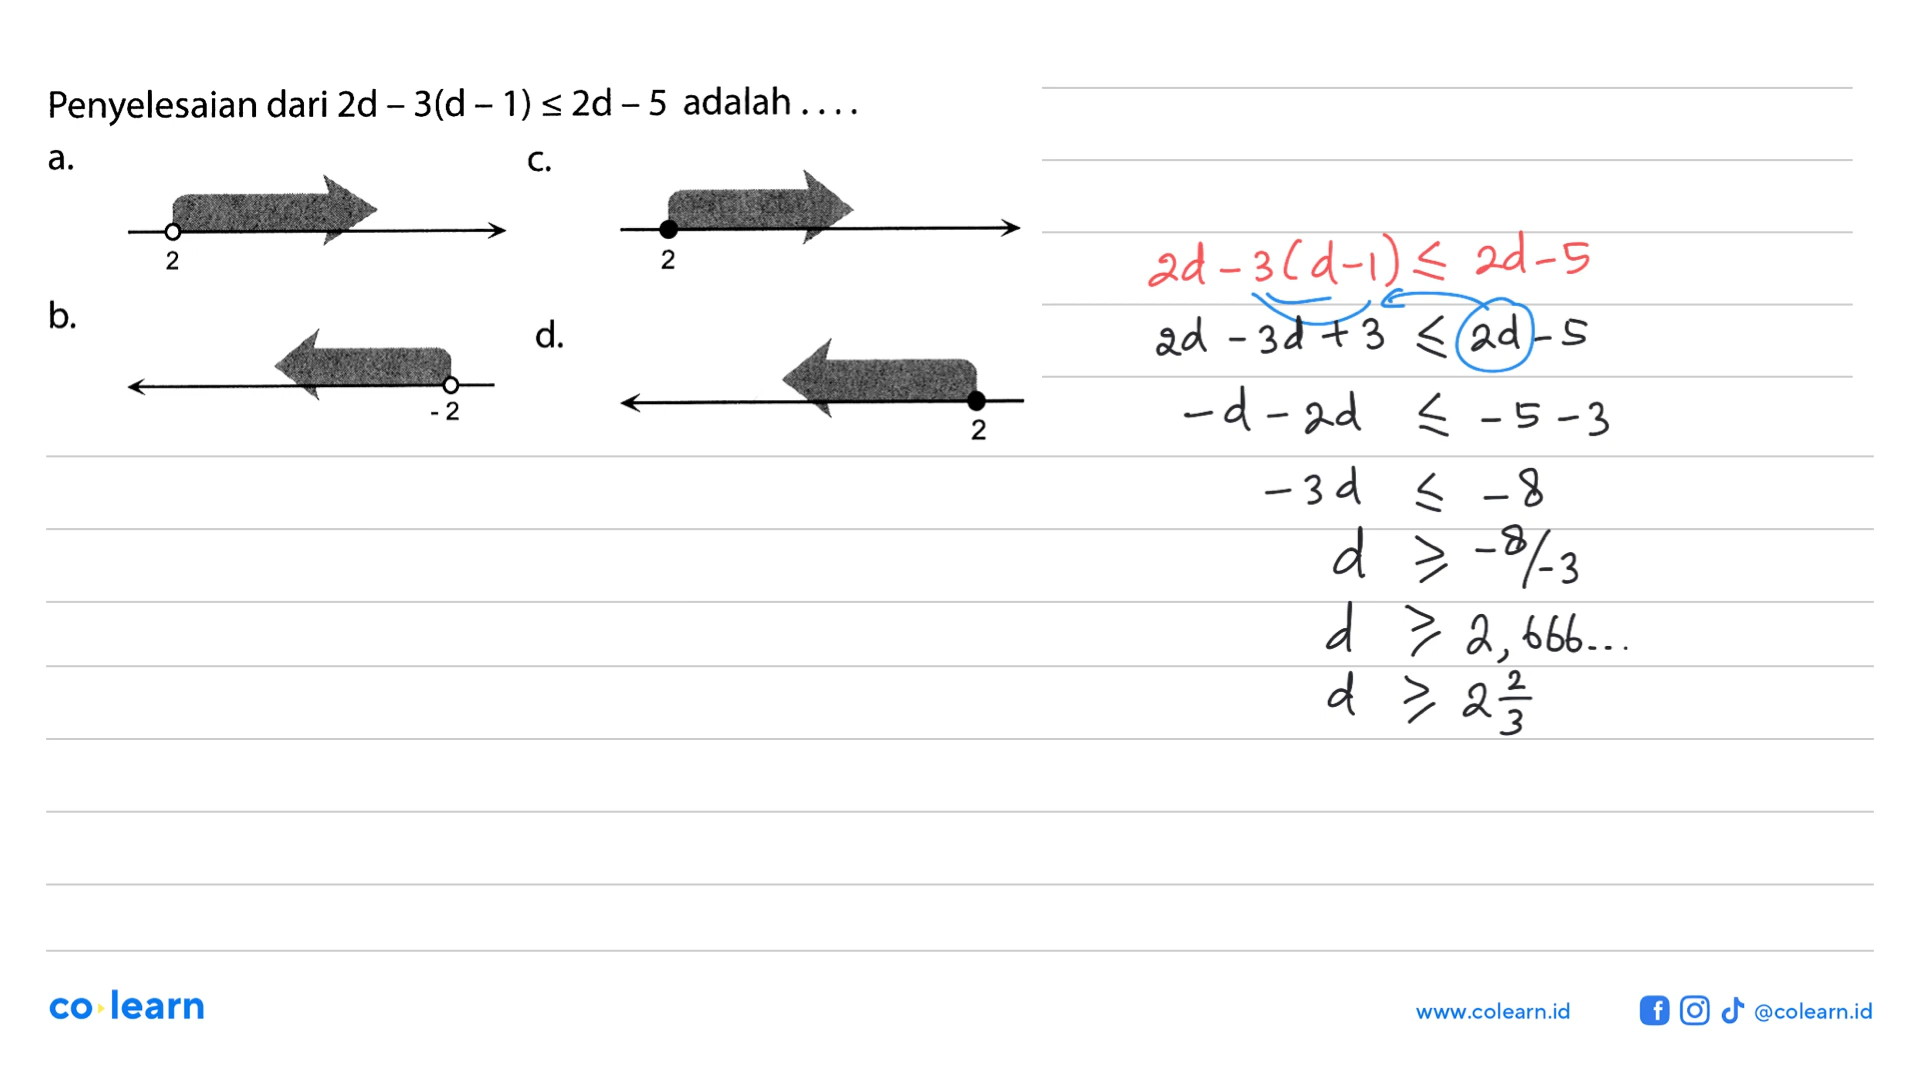 Penyelesaian dari 2d – 3(d – 1) ≤ 2d – 5 adalah . . . .
a.
2
b.
- 2
c.
2
d.
2
2d – 3(d–1) ≤ 2d – 5
2d – 3d + 3 ≤ 2d – 5
–d – 2d ≤ –5 –3
–3d ≤ –8
d ≥ –8/–3
d ≥ 2,666...
d ≥ 2 2/3
co learn
www.colearn.id
@colearn.id